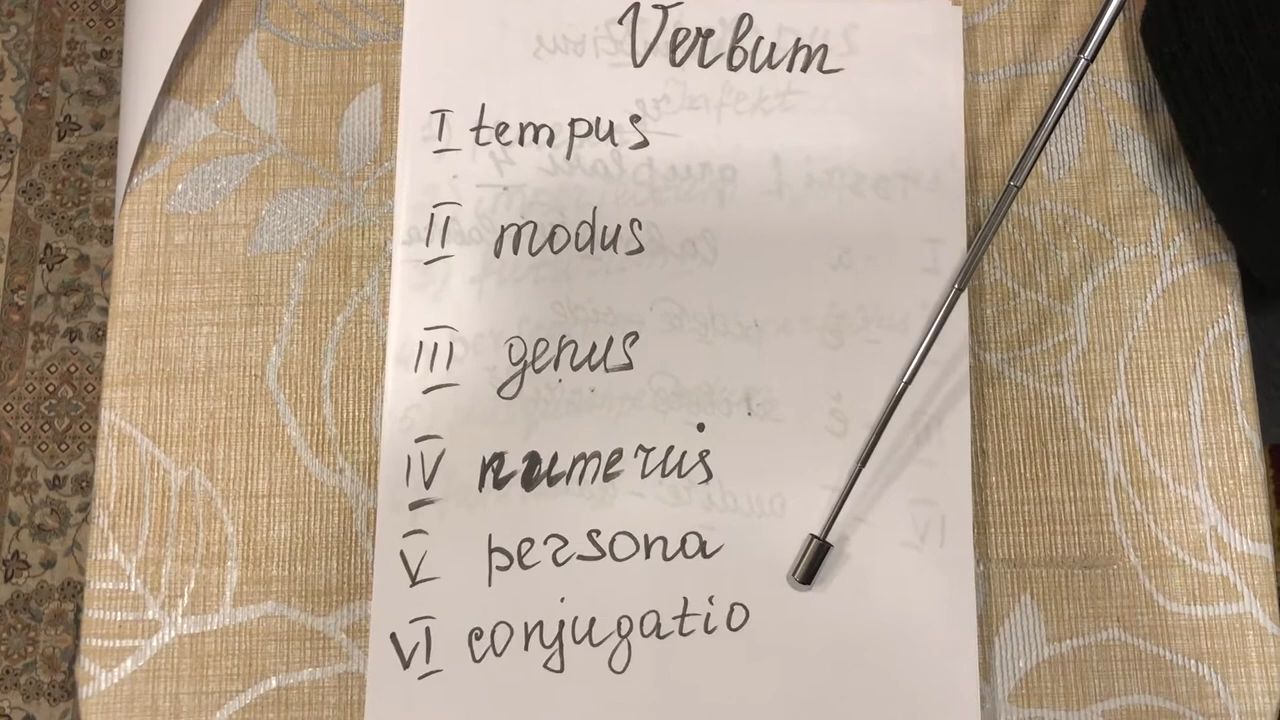 Verbum
I tempus
II modus
III genus
IV numerus
V persona
VI conjugatio